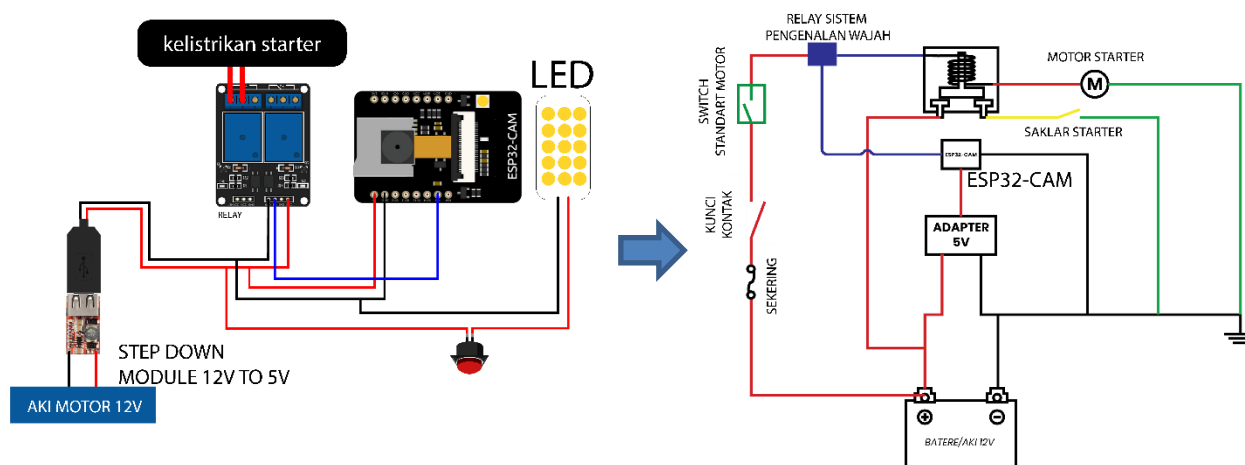 kelistrikan starter
LED
ESP32-CAM
RELAY
STEP DOWN
MODULE 12V TO 5V
AKI MOTOR 12V
RELAY SISTEM
PENGENALAN WAJAH
MOTOR STARTER
M
SWITCH
STANDART MOTOR
SAKLAR STARTER
ESP32-CAM
ESP32-CAM
KUNCI
KONTAK
ADAPTER
5V
SEKERING
BATERE/AKI 12V